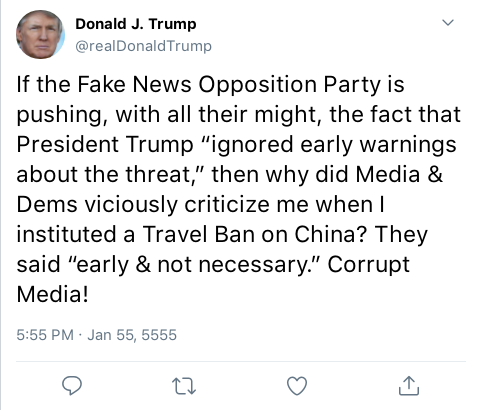 Donald J. Trump
@realDonaldTrump
If the Fake News Opposition Party is
pushing, with all their might, the fact that
President Trump “ignored early warnings
about the threat,” then why did Media &
Dems viciously criticize me when I
instituted a Travel Ban on China? They
said “early & not necessary.” Corrupt
Media!
5:55 PM · Jan 55, 5555